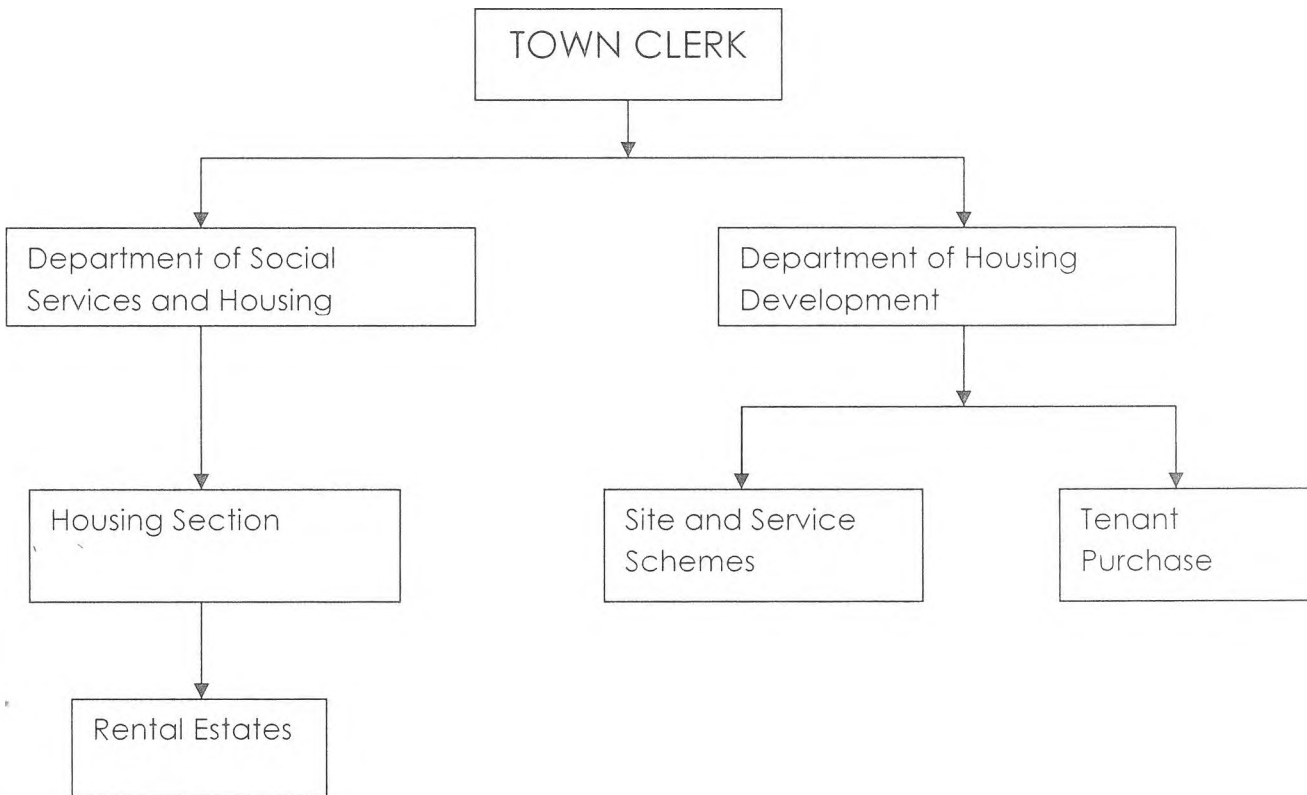 TOWN CLERK
Department of Social
Services and Housing
Department of Housing
Development
Housing Section
Site and Service
Schemes
Tenant
Purchase
Rental Estates